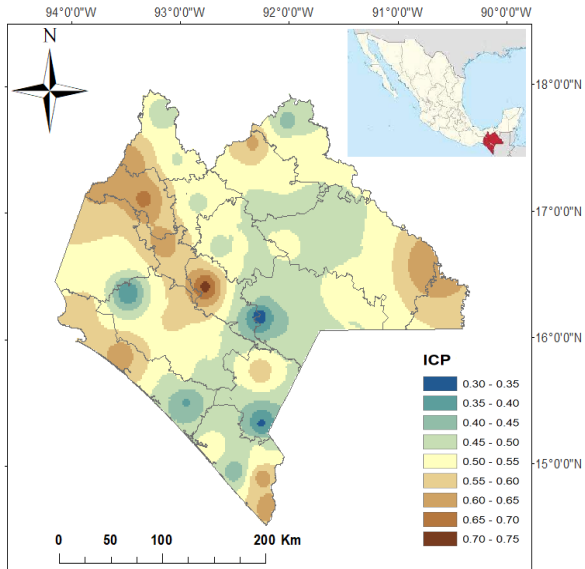 94°0'0"W 93°0'0"W 92°0'0"W 91°0'0"W 90°0'0"W
N
18°0'0"N
17°0'0"N
16°0'0"N
15°0'0"N
ICP
0.30 - 0.35
0.35 - 0.40
0.40 - 0.45
0.45 - 0.50
0.50 - 0.55
0.55 - 0.60
0.60 - 0.65
0.65 - 0.70
0.70 - 0.75
0 50 100 200 Km